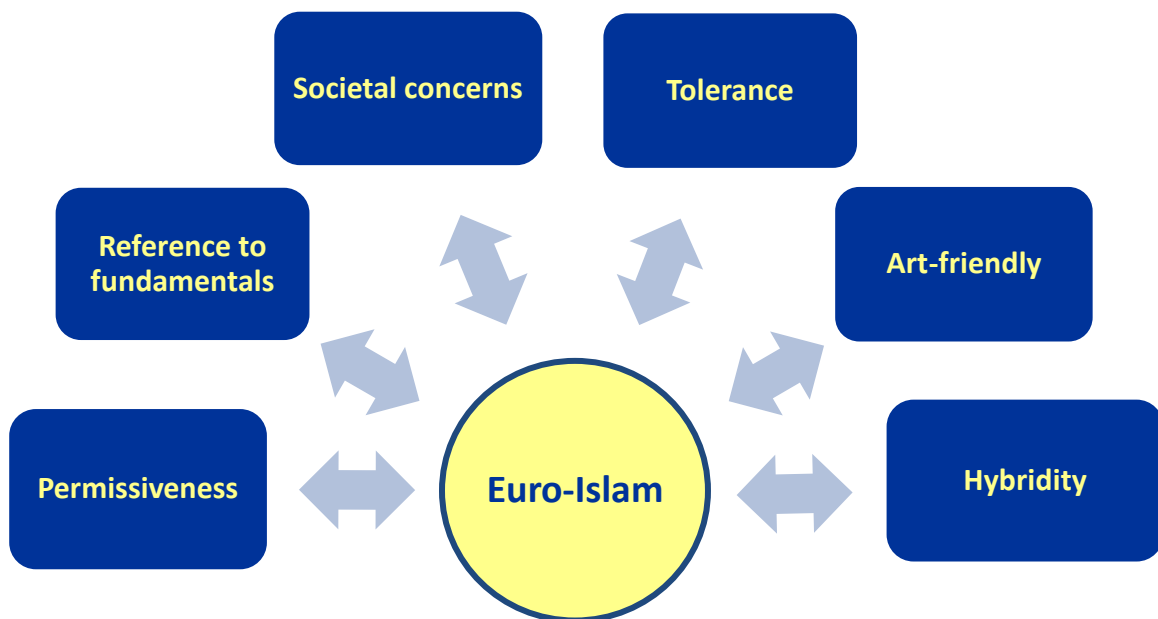 Societal concerns
Tolerance
Reference to
fundamentals
Art-friendly
Permissiveness
Euro-Islam
Hybridity